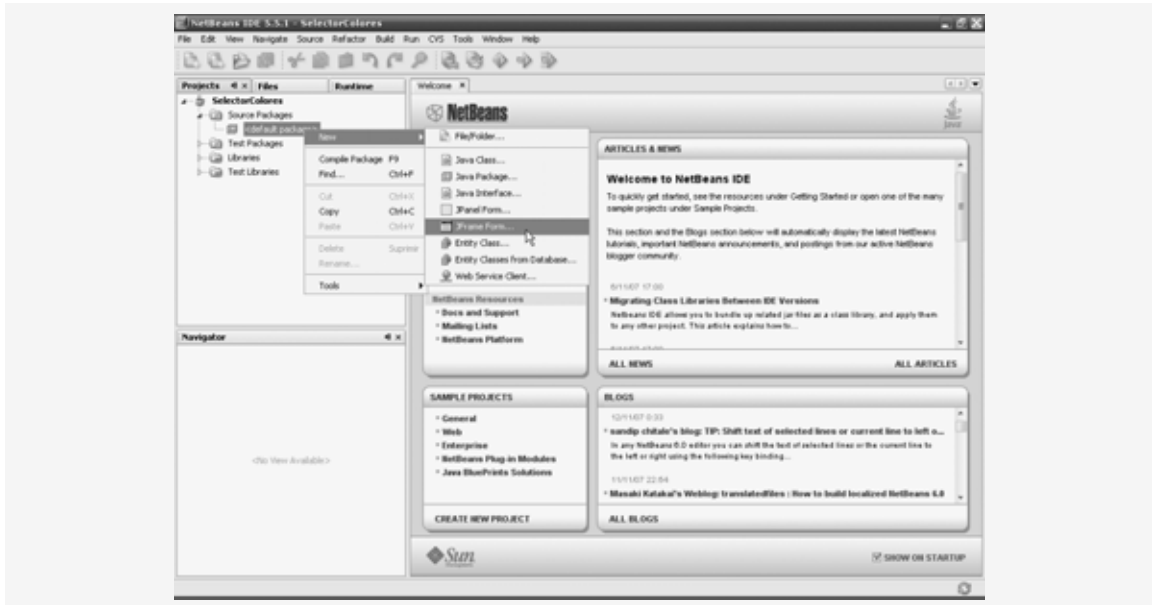 NetBeans IDE 5.5.1 - SelectorColores
File Edit View Navigate Source Refactor Build Run CVS Tools Window Help
Projects Files Runtime
SelectorColores
Source Packages
<default package>
Test Packages
Libraries
Test Libraries
New
Compile Package F9
Find... Ctrl+F
Cut Ctrl+X
Copy Ctrl+C
Paste Ctrl+V
Delete Suprimir
Rename...
Tools
File/Folder...
Java Class...
Java Package...
Java Interface...
JPanel Form...
JFrame Form...
Entity Class...
Entity Classes from Database...
Web Service Client...
Navigator
<No View Available>
Welcome
NetBeans
Java
NetBeans Resources
Docs and Support
Mailing Lists
NetBeans Platform
ARTICLES & NEWS
Welcome to NetBeans IDE
To quickly get started, see the resources under Getting Started or open one of the many
sample projects under Sample Projects.
This section and the Blogs section below will automatically display the latest NetBeans
tutorials, important NetBeans announcements, and postings from our active NetBeans
blogger community.
Migrating Class Libraries Between IDE Versions
NetBeans IDE allows you to bundle up related jar files as a class library, and apply them
to any other project. This article explains how to...
ALL NEWS ALL ARTICLES
SAMPLE PROJECTS
General
Web
Enterprise
NetBeans Plug-in Modules
Java BluePrints Solutions
CREATE NEW PROJECT
BLOGS
12/11/07 0:33
sandip chitale's blog: TIP: Shift text of selected lines or current line to left o...
In any NetBeans 6.0 editor you can shift the text of selected lines or the current line to
the left or right using the following key binding...
11/11/07 22:54
Masaki Katakai's Weblog: translatedfiles : How to build localized NetBeans 6.0
ALL BLOGS
Sun
SHOW ON STARTUP